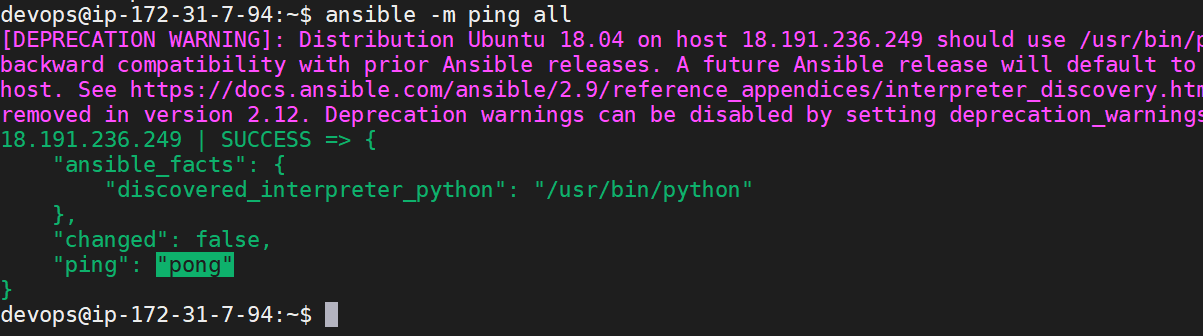 devops@ip-172-31-7-94:~$ ansible -m ping all
[DEPRECATION WARNING]: Distribution Ubuntu 18.04 on host 18.191.236.249 should use /usr/bin/p
backward compatibility with prior Ansible releases. A future Ansible release will default to
host. See https://docs.ansible.com/ansible/2.9/reference_appendices/interpreter_discovery.htm
removed in version 2.12. Deprecation warnings can be disabled by setting deprecation_warnings
18.191.236.249 | SUCCESS => {
    "ansible_facts": {
        "discovered_interpreter_python": "/usr/bin/python"
    },
    "changed": false,
    "ping": "pong"
}
devops@ip-172-31-7-94:~$